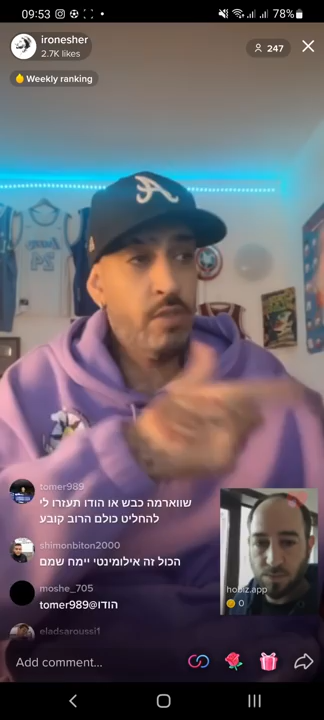 09:53
78%
ironesher
2.7K likes
247
Weekly ranking
A
24
tomer989
שווארמה כבש או הודו תעזרו לי
להחליט כולם הרוב קובע
shimonbiton2000
הכול זה אילומינטי יימח שמם
moshe_705
הודו@tomer989
eladsaroussi1
hobiz.app
0
Add comment...